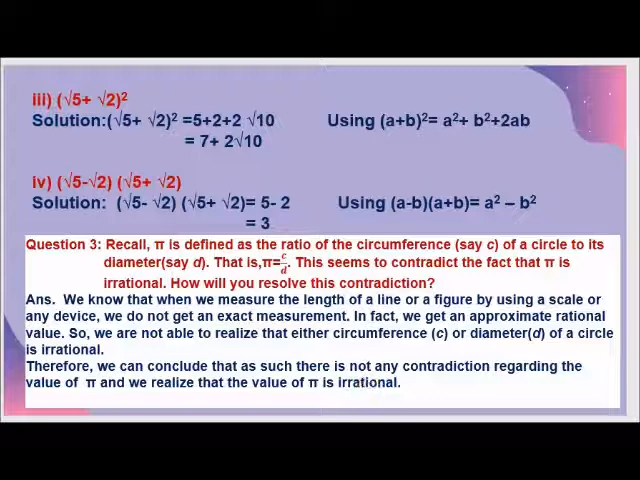 iii) (√5+ √2)²
Solution:(√5+ √2)² =5+2+2 √10 Using (a+b)²= a²+ b²+2ab
= 7+ 2√10
iv) (√5-√2) (√5+ √2)
Solution: (√5- √2) (√5+ √2)= 5- 2 Using (a-b)(a+b)= a² – b²
= 3
Question 3: Recall, π is defined as the ratio of the circumference (say c) of a circle to its
diameter(say d). That is,π=c/d. This seems to contradict the fact that π is
irrational. How will you resolve this contradiction?
Ans. We know that when we measure the length of a line or a figure by using a scale or
any device, we do not get an exact measurement. In fact, we get an approximate rational
value. So, we are not able to realize that either circumference (c) or diameter(d) of a circle
is irrational.
Therefore, we can conclude that as such there is not any contradiction regarding the
value of π and we realize that the value of π is irrational.